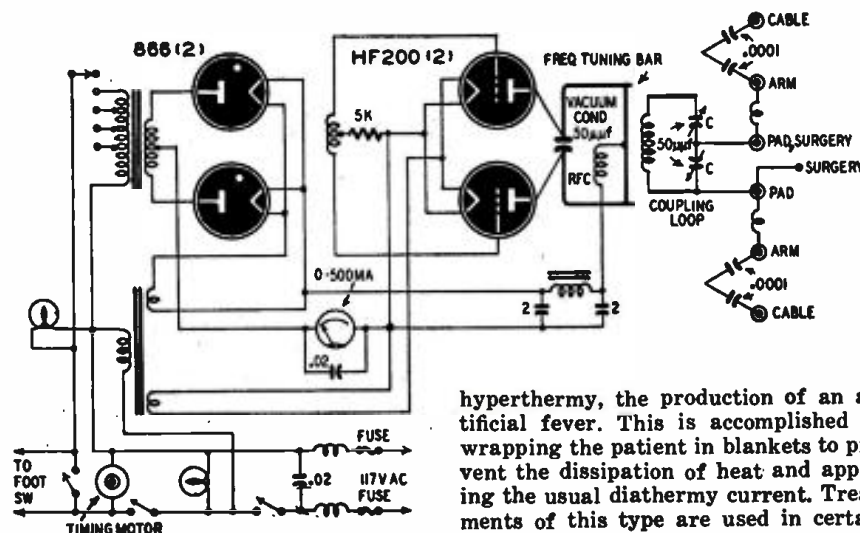 866(2)
HF200(2)
FREQ TUNING BAR
CABLE
.0001
ARM
5K
VACUUM
COND
50μμf
RFC
50μμf
C
C
PAD, SURGERY
SURGERY
PAD
COUPLING
LOOP
ARM
.0001
CABLE
0-500MA
2
2
.02
TO
FOOT
SW
TIMING MOTOR
.02
FUSE
117V AC
FUSE
hyperthermy, the production of an a
tificial fever. This is accomplished
wrapping the patient in blankets to p
vent the dissipation of heat and app
ing the usual diathermy current. Trea
ments of this type are used in certa